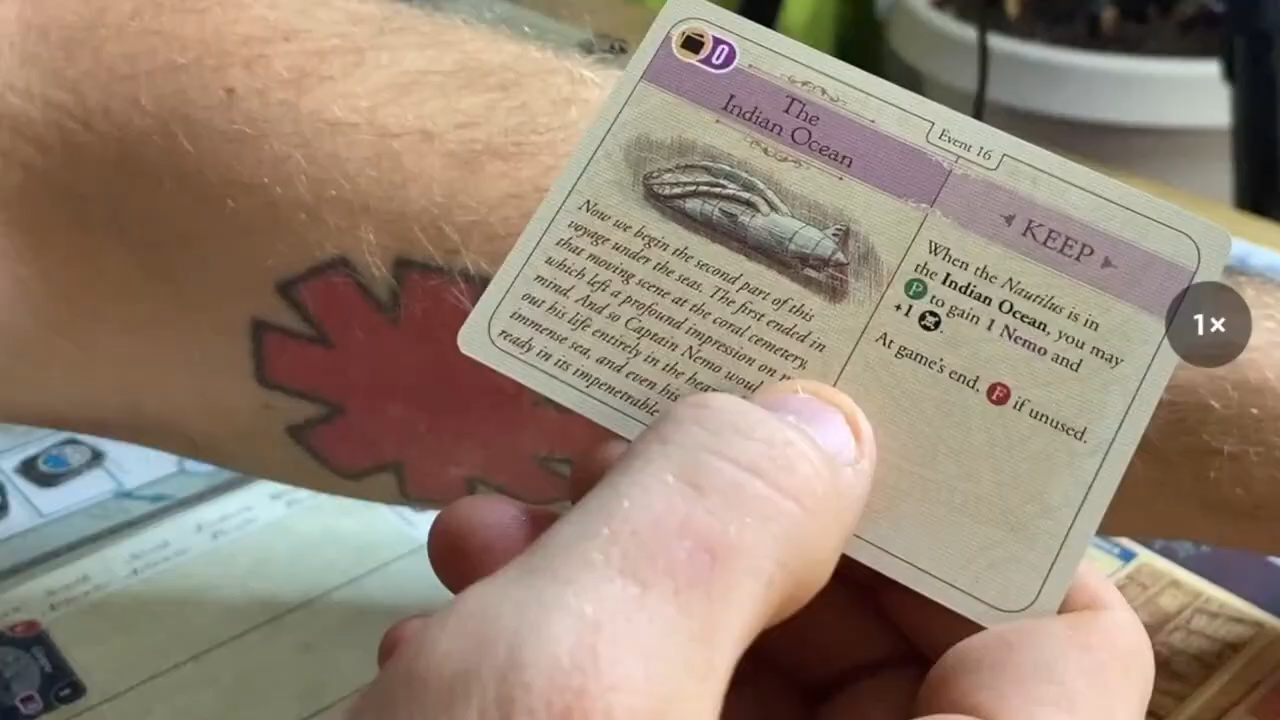 0
The
Indian Ocean
Now we begin the second part of this
voyage under the seas. The first ended in
that moving scene at the coral cemetery,
which left a profound impression on
mind. And so Captain Nemo
out his life entirely in the
immense sea, and even his
ready in its impenetrable
Event 16
KEEP
When the Nautilus is in
the Indian Ocean, you may
P to gain 1 Nemo and
+1
At game's end, F if unused.
1×